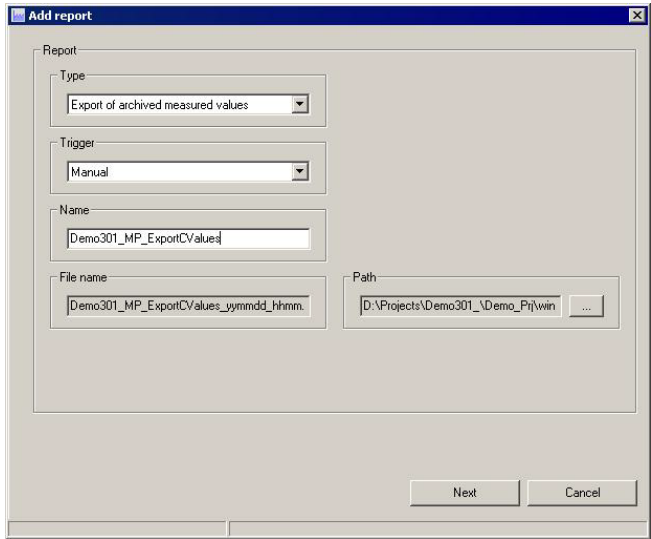 Add report
Report
Type
Export of archived measured values
Trigger
Manual
Name
Demo301_MP_ExportCValues
File name
Demo301_MP_ExportCValues_yymmdd_hhmm.
Path
D:\Projects\Demo301_\Demo_Prj\win
...
Next
Cancel